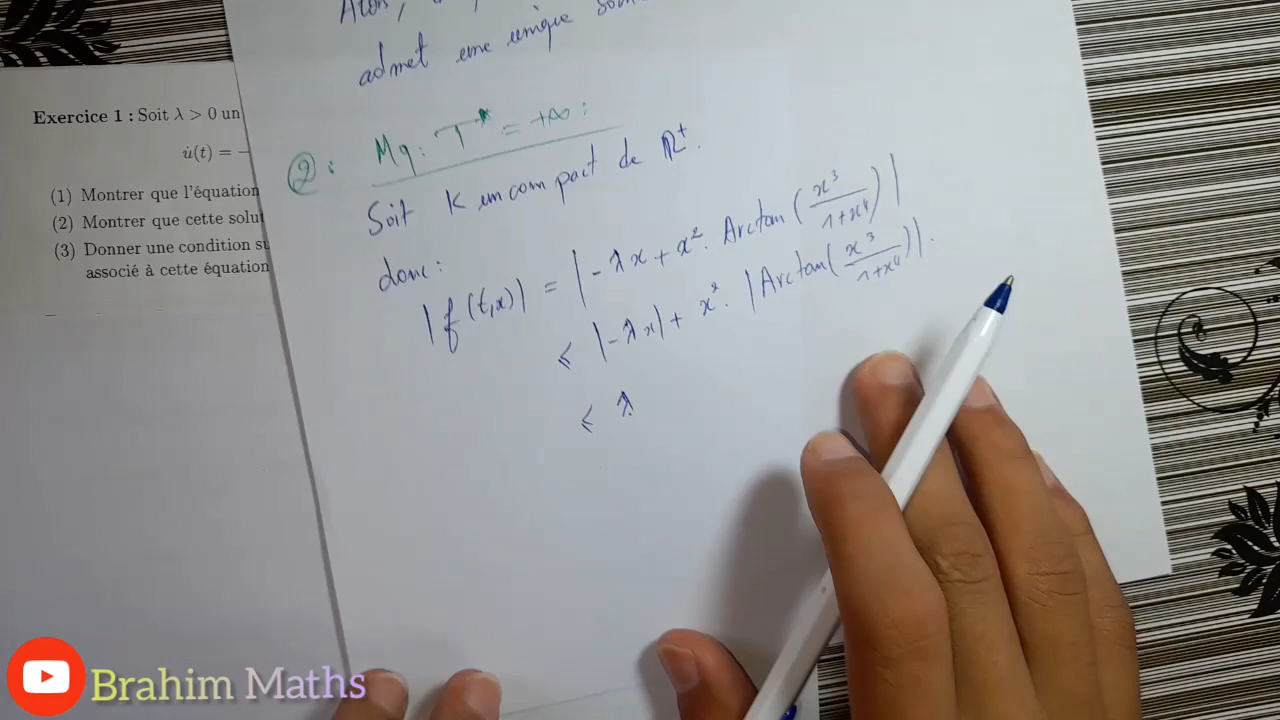 Exercice 1 : Soit λ > 0 un
u̇(t) = −
(1) Montrer que l'équation
(2) Montrer que cette solu
(3) Donner une condition su
associé à cette équation
Alors,
admet une unique
②: Mq: T* = +∞ :
Soit K un compact de ℝ⁺.
donc:
|f(t,x)| = |-λx + x². Arctan(x³/(1+x⁴))|
≤ |-λx| + x². |Arctan(x³/(1+x⁴))|.
≤ λ
Brahim Maths